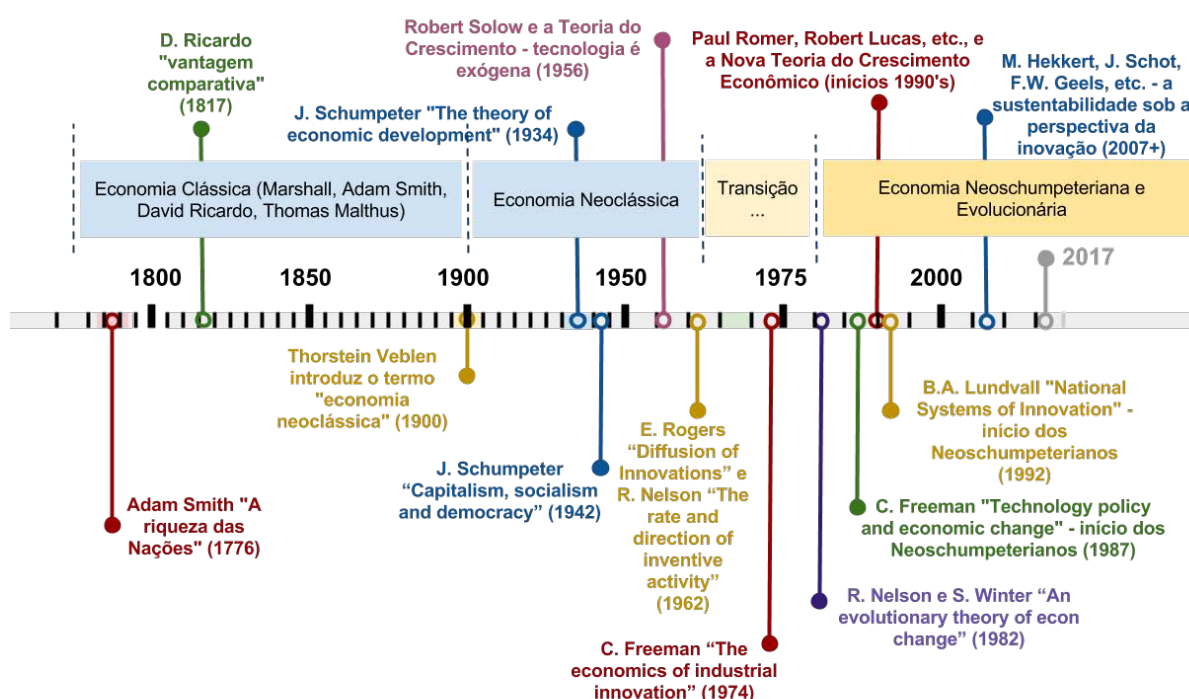 D. Ricardo
"vantagem
comparativa"
(1817)
Robert Solow e a Teoria do
Crescimento - tecnologia é
exógena (1956)
J. Schumpeter "The theory of
economic development" (1934)
Paul Romer, Robert Lucas, etc., e
a Nova Teoria do Crescimento
Econômico (inícios 1990's)
M. Hekkert, J. Schot,
F.W. Geels, etc. - a
sustentabilidade sob a
perspectiva da
inovação (2007+)
Economia Clássica (Marshall, Adam Smith,
David Ricardo, Thomas Malthus)
Economia Neoclássica
Transição
...
Economia Neoschumpeteriana e
Evolucionária
1800
1850
1900
1950
1975
2000
2017
Adam Smith "A
riqueza das
Nações" (1776)
Thorstein Veblen
introduz o termo
"economia
neoclássica" (1900)
J. Schumpeter
“Capitalism, socialism
and democracy” (1942)
E. Rogers
“Diffusion of
Innovations” e
R. Nelson “The
rate and
direction of
inventive
activity”
(1962)
C. Freeman “The
economics of industrial
innovation” (1974)
R. Nelson e S. Winter “An
evolutionary theory of econ
change” (1982)
C. Freeman "Technology policy
and economic change" - início dos
Neoschumpeterianos (1987)
B.A. Lundvall "National
Systems of Innovation" -
início dos
Neoschumpeterianos
(1992)